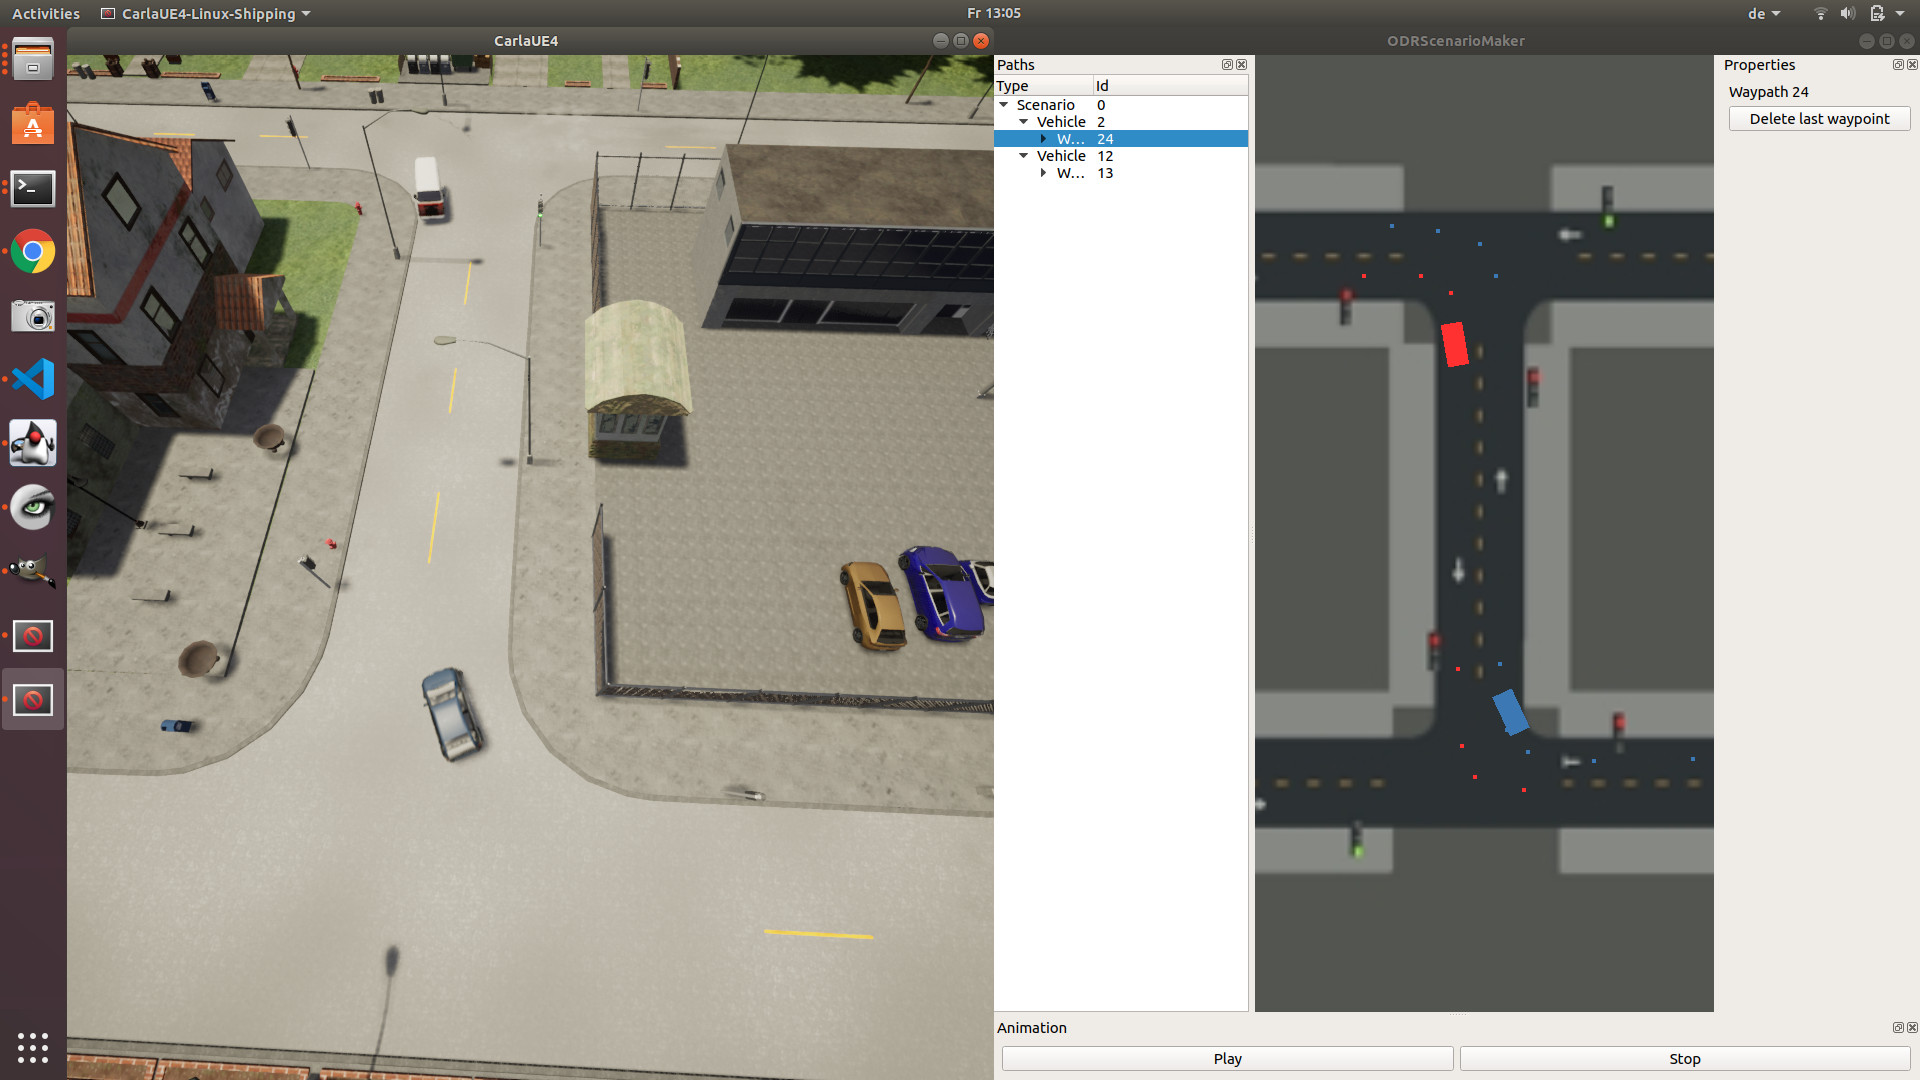 Activities
CarlaUE4-Linux-Shipping
Fr 13:05
de
CarlaUE4
ODRScenarioMaker
Paths
Type Id
Scenario 0
Vehicle 2
W... 24
Vehicle 12
W... 13
Properties
Waypath 24
Delete last waypoint
Animation
Play
Stop